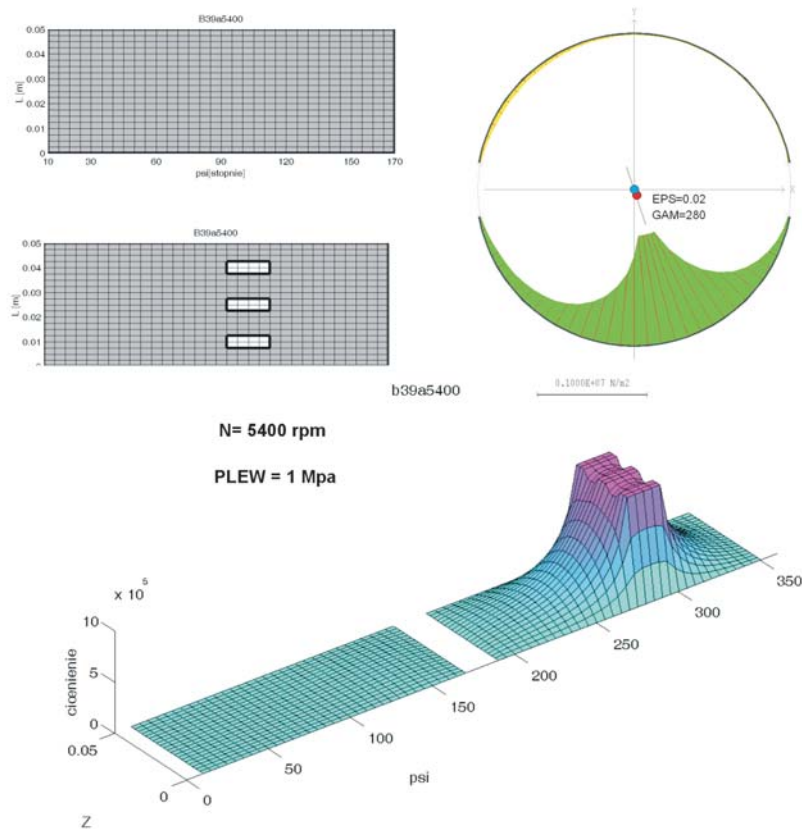 B39a5400
0.05
0.04
0.03
0.02
0.01
0
L [m]
10 30 60 90 120 150 170
psi[stopnie]
Y
X
EPS=0.02
GAM=280
B39a5400
0.05
0.04
0.03
0.02
0.01
0
L [m]
b39a5400
0.1000E+07 N/m2
N= 5400 rpm
PLEW = 1 Mpa
x 10 5
10
5
0
ciœnienie
0.05
0
Z
0 50 100 150 200 250 300 350
psi